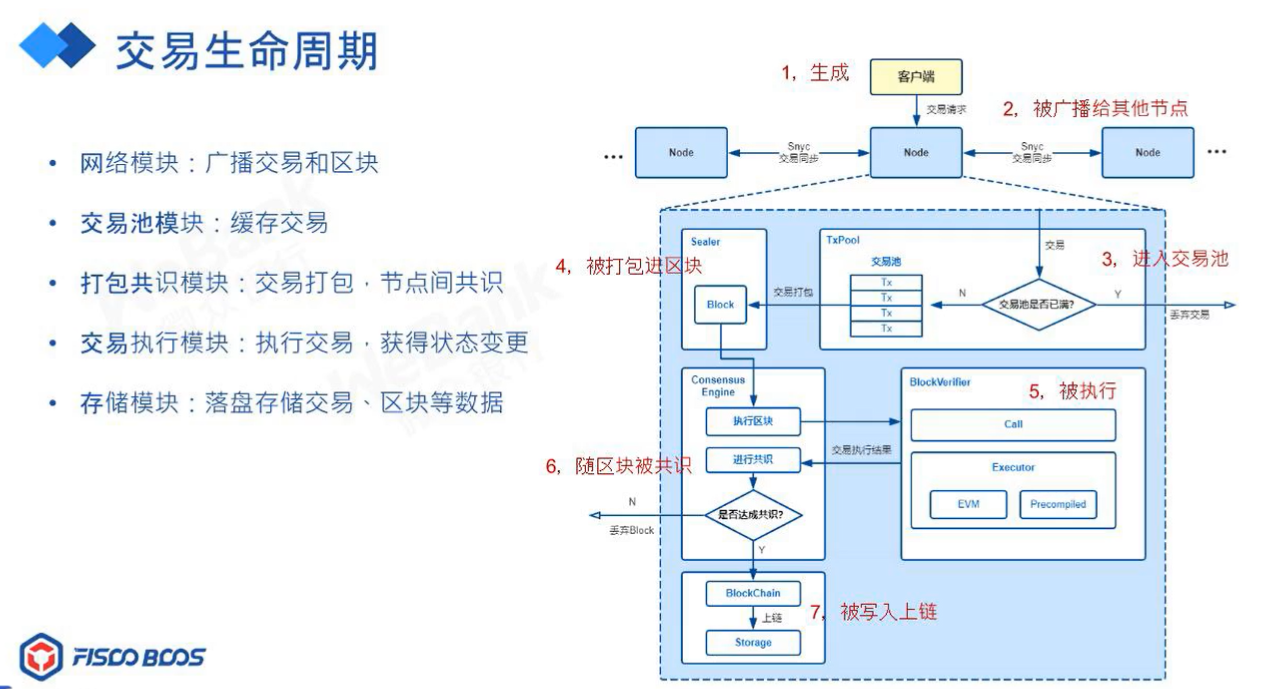 交易生命周期
• 网络模块：广播交易和区块
• 交易池模块：缓存交易
• 打包共识模块：交易打包，节点间共识
• 交易执行模块：执行交易，获得状态变更
• 存储模块：落盘存储交易、区块等数据
FISCO BCOS
1，生成
客户端
交易请求
2，被广播给其他节点
...
Node
Snyc
交易同步
Node
Snyc
交易同步
Node
...
Sealer
4，被打包进区块
Block
交易打包
TxPool
交易池
Tx
Tx
Tx
Tx
交易
3，进入交易池
N
交易池是否已满?
Y
丢弃交易
Consensus
Engine
执行区块
6，随区块被共识
进行共识
交易执行结果
N
是否达成共识?
丢弃Block
Y
BlockVerifier
5，被执行
Call
Executor
EVM
Precompiled
BlockChain
上链
7，被写入上链
Storage
WeBank
WeBank